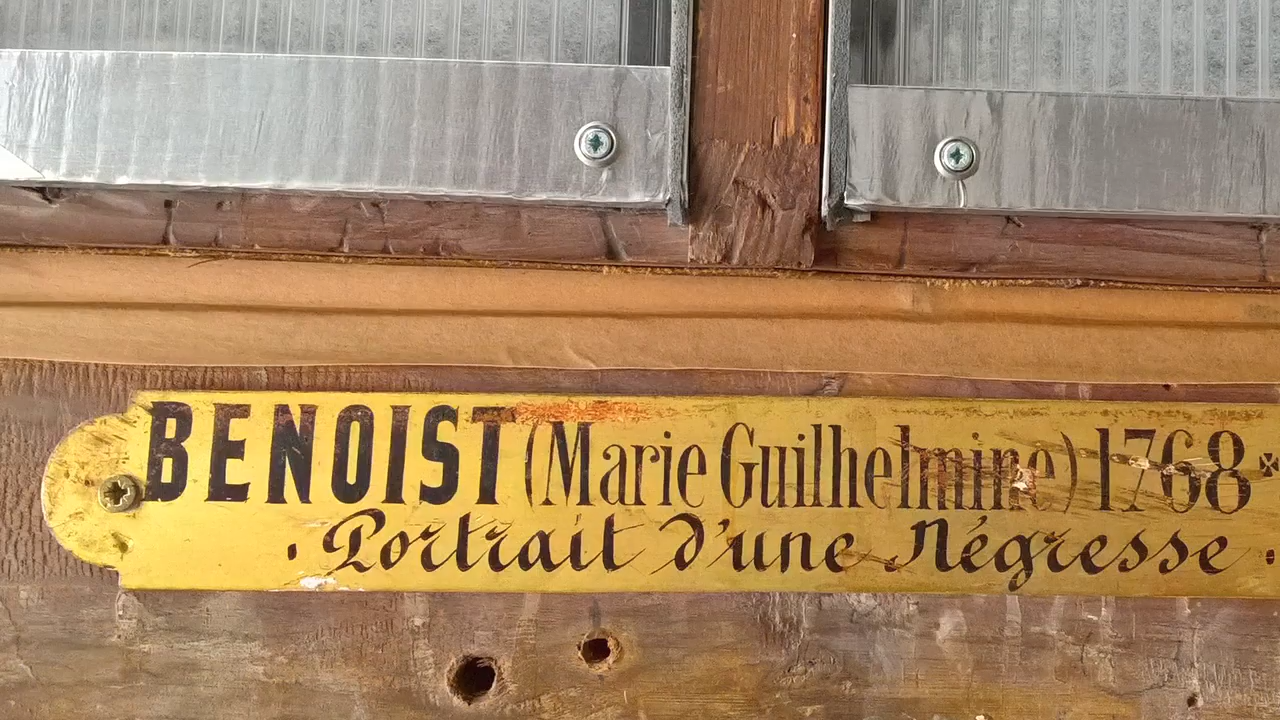 BENOIST (Marie Guilhelmine) 1768*
· Portrait d'une Négresse ·